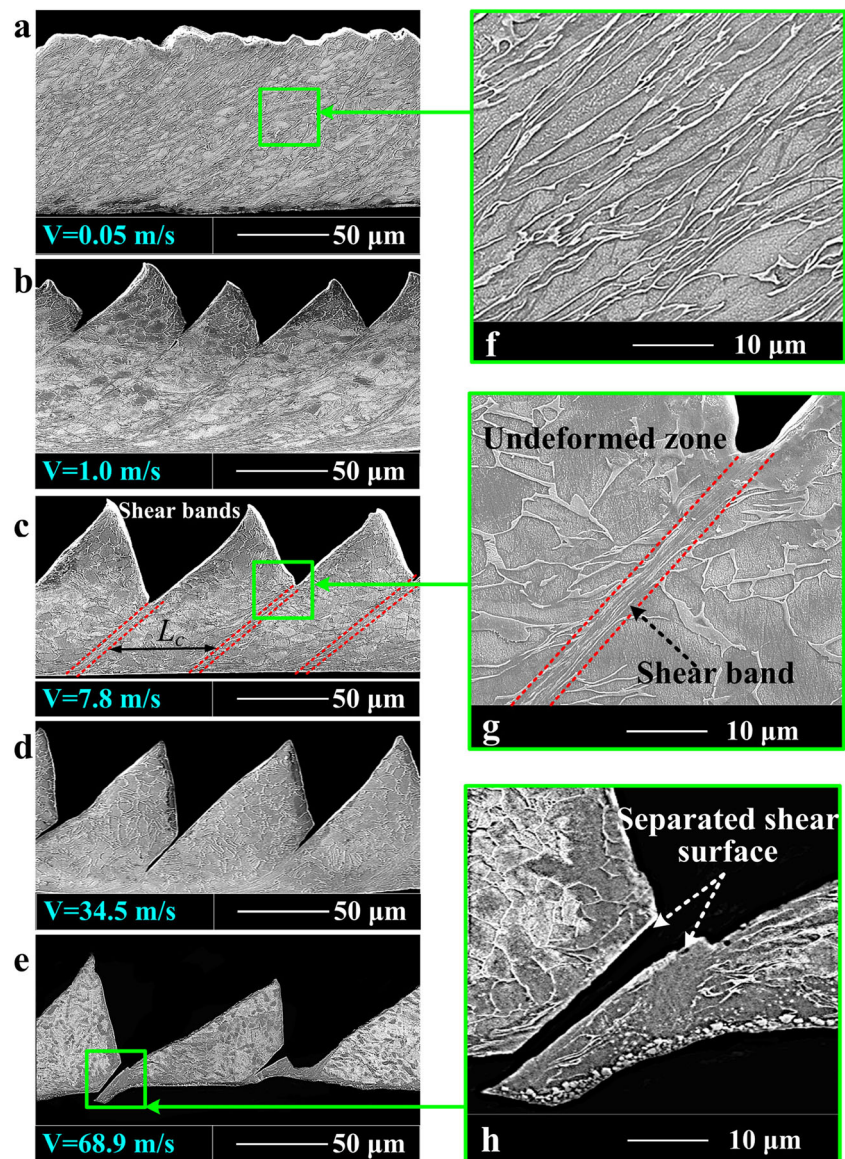 a
V=0.05 m/s
50 μm
f
10 μm
b
V=1.0 m/s
50 μm
c
Shear bands
Lc
V=7.8 m/s
50 μm
Undeformed zone
Shear band
g
10 μm
d
V=34.5 m/s
50 μm
e
V=68.9 m/s
50 μm
Separated shear
surface
h
10 μm